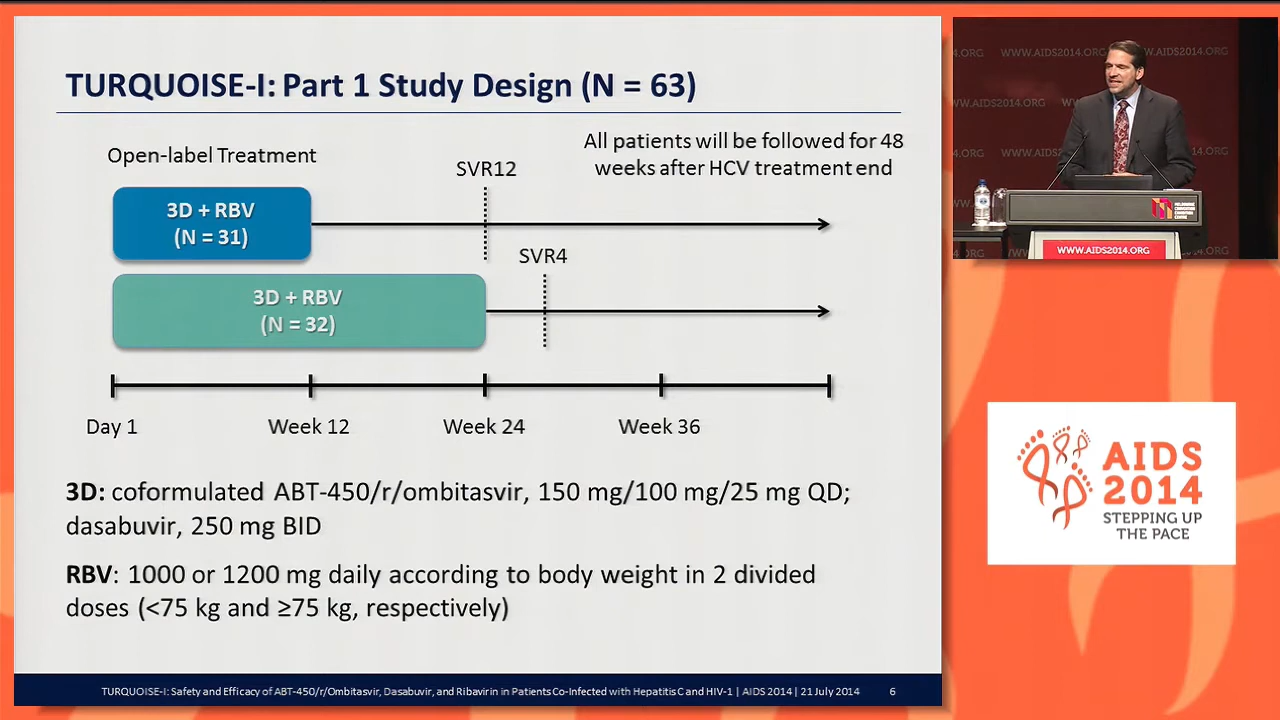 TURQUOISE-I: Part 1 Study Design (N = 63)
Open-label Treatment
All patients will be followed for 48
weeks after HCV treatment end
SVR12
3D + RBV
(N = 31)
SVR4
3D + RBV
(N = 32)
Day 1
Week 12
Week 24
Week 36
3D: coformulated ABT-450/r/ombitasvir, 150 mg/100 mg/25 mg QD;
dasabuvir, 250 mg BID
RBV: 1000 or 1200 mg daily according to body weight in 2 divided
doses (<75 kg and ≥75 kg, respectively)
TURQUOISE-I: Safety and Efficacy of ABT-450/r/Ombitasvir, Dasabuvir, and Ribavirin in Patients Co-Infected with Hepatitis C and HIV-1 | AIDS 2014 | 21 July 2014
6
WWW.AIDS2014.ORG
WWW.AIDS2014.ORG
AIDS
2014
STEPPING UP
THE PACE